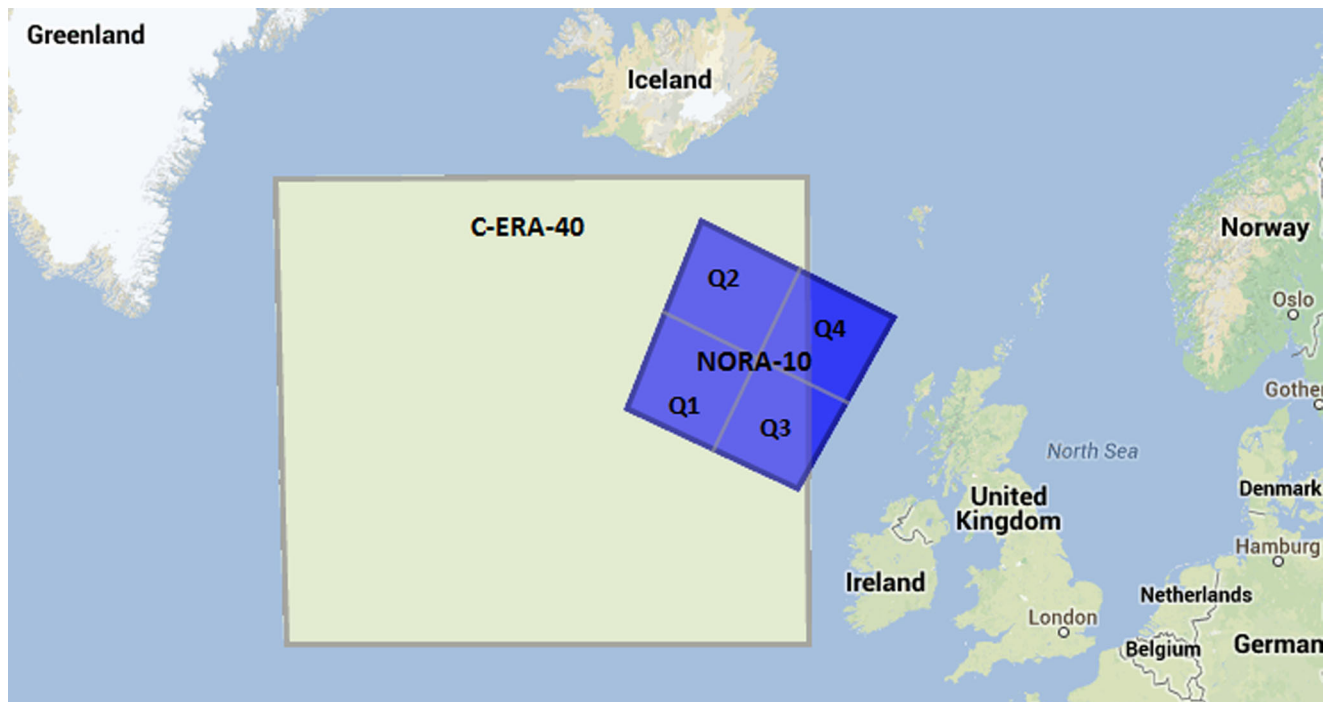 Greenland
Iceland
C-ERA-40
Norway
Q2
Oslo
Q4
NORA-10
Gother
Q1
Q3
North Sea
United
Kingdom
Denmark
Hamburg
Ireland
Netherlands
London
German
Belgium